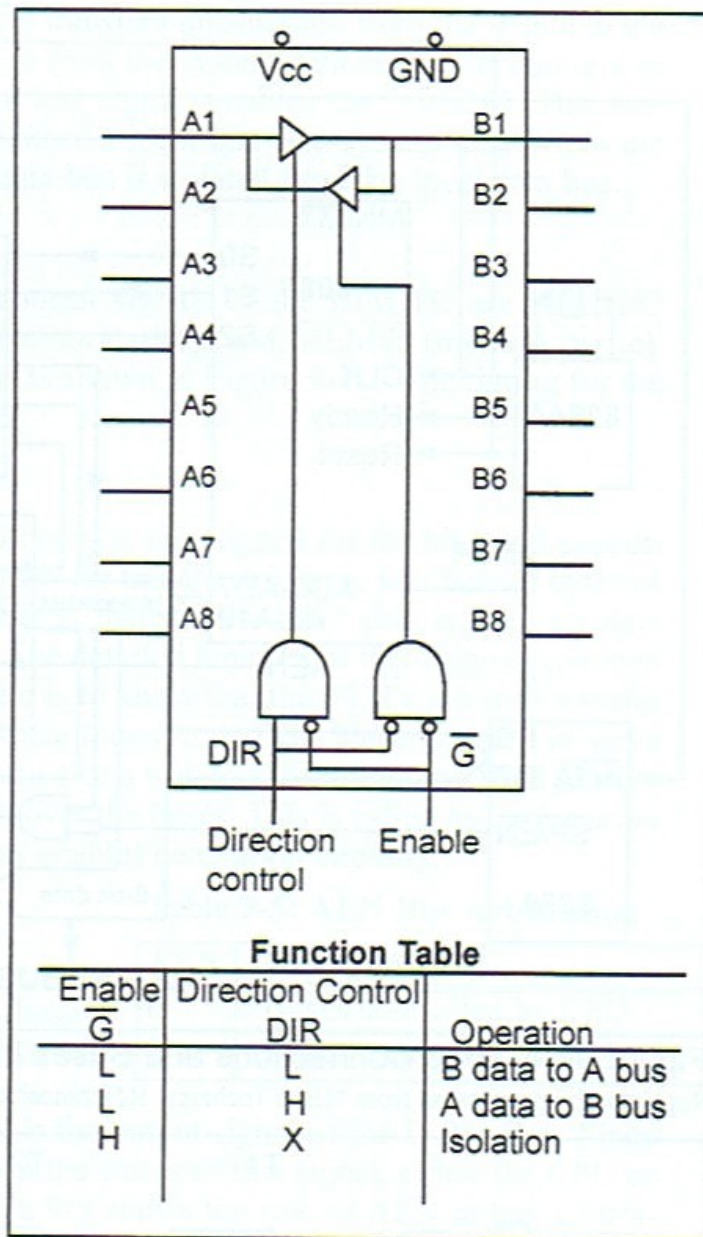 Vcc GND
A1 B1
A2 B2
A3 B3
A4 B4
A5 B5
A6 B6
A7 B7
A8 B8
DIR G̅
Direction control Enable
Function Table
Enable G̅ Direction Control DIR Operation
L L B data to A bus
L H A data to B bus
H X Isolation